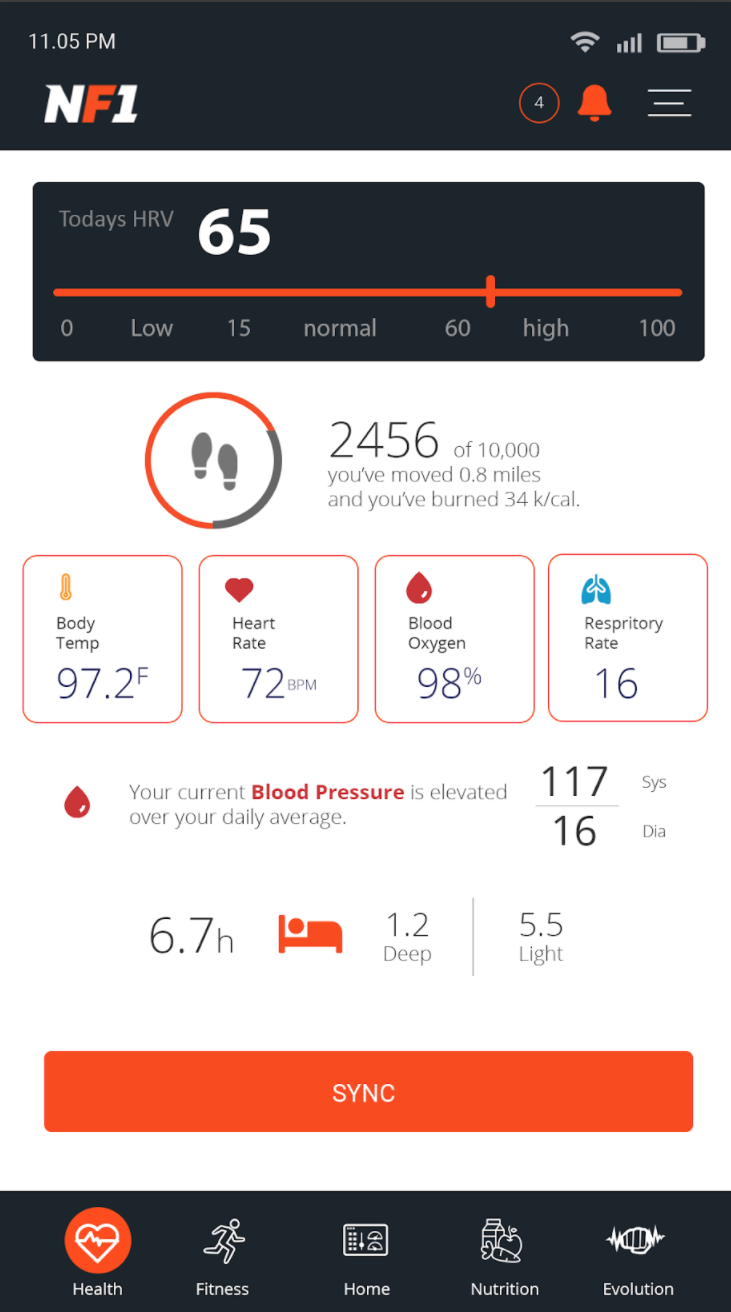 11.05 PM
NF1
4
Todays HRV 65
0 Low 15 normal 60 high 100
2456 of 10,000
you've moved 0.8 miles
and you've burned 34 k/cal.
Body
Temp
97.2F
Heart
Rate
72BPM
Blood
Oxygen
98%
Respritory
Rate
16
Your current Blood Pressure is elevated
over your daily average.
117 Sys
16 Dia
6.7h
1.2
Deep
5.5
Light
SYNC
Health Fitness Home Nutrition Evolution